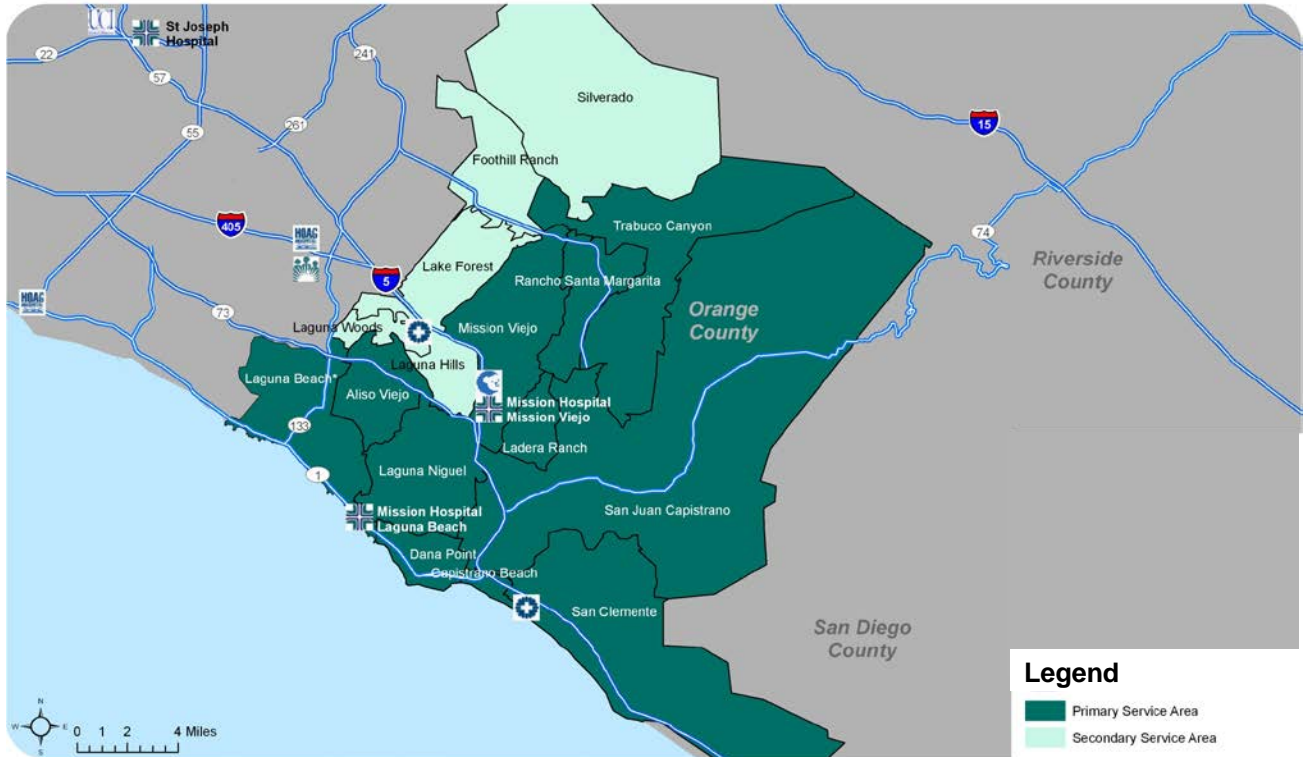 UCI
St Joseph
Hospital
22
57
241
261
55
Silverado
15
Foothill Ranch
405
HOAG
Trabuco Canyon
74
Riverside
County
5
Lake Forest
Rancho Santa Margarita
HOAG
73
Orange
County
Laguna Woods
Mission Viejo
Laguna Hills
Laguna Beach*
Aliso Viejo
Mission Hospital
Mission Viejo
133
Ladera Ranch
1
Laguna Niguel
San Juan Capistrano
Mission Hospital
Laguna Beach
Dana Point
Capistrano Beach
San Clemente
San Diego
County
Legend
Primary Service Area
Secondary Service Area
N
W E
S
0 1 2 4 Miles